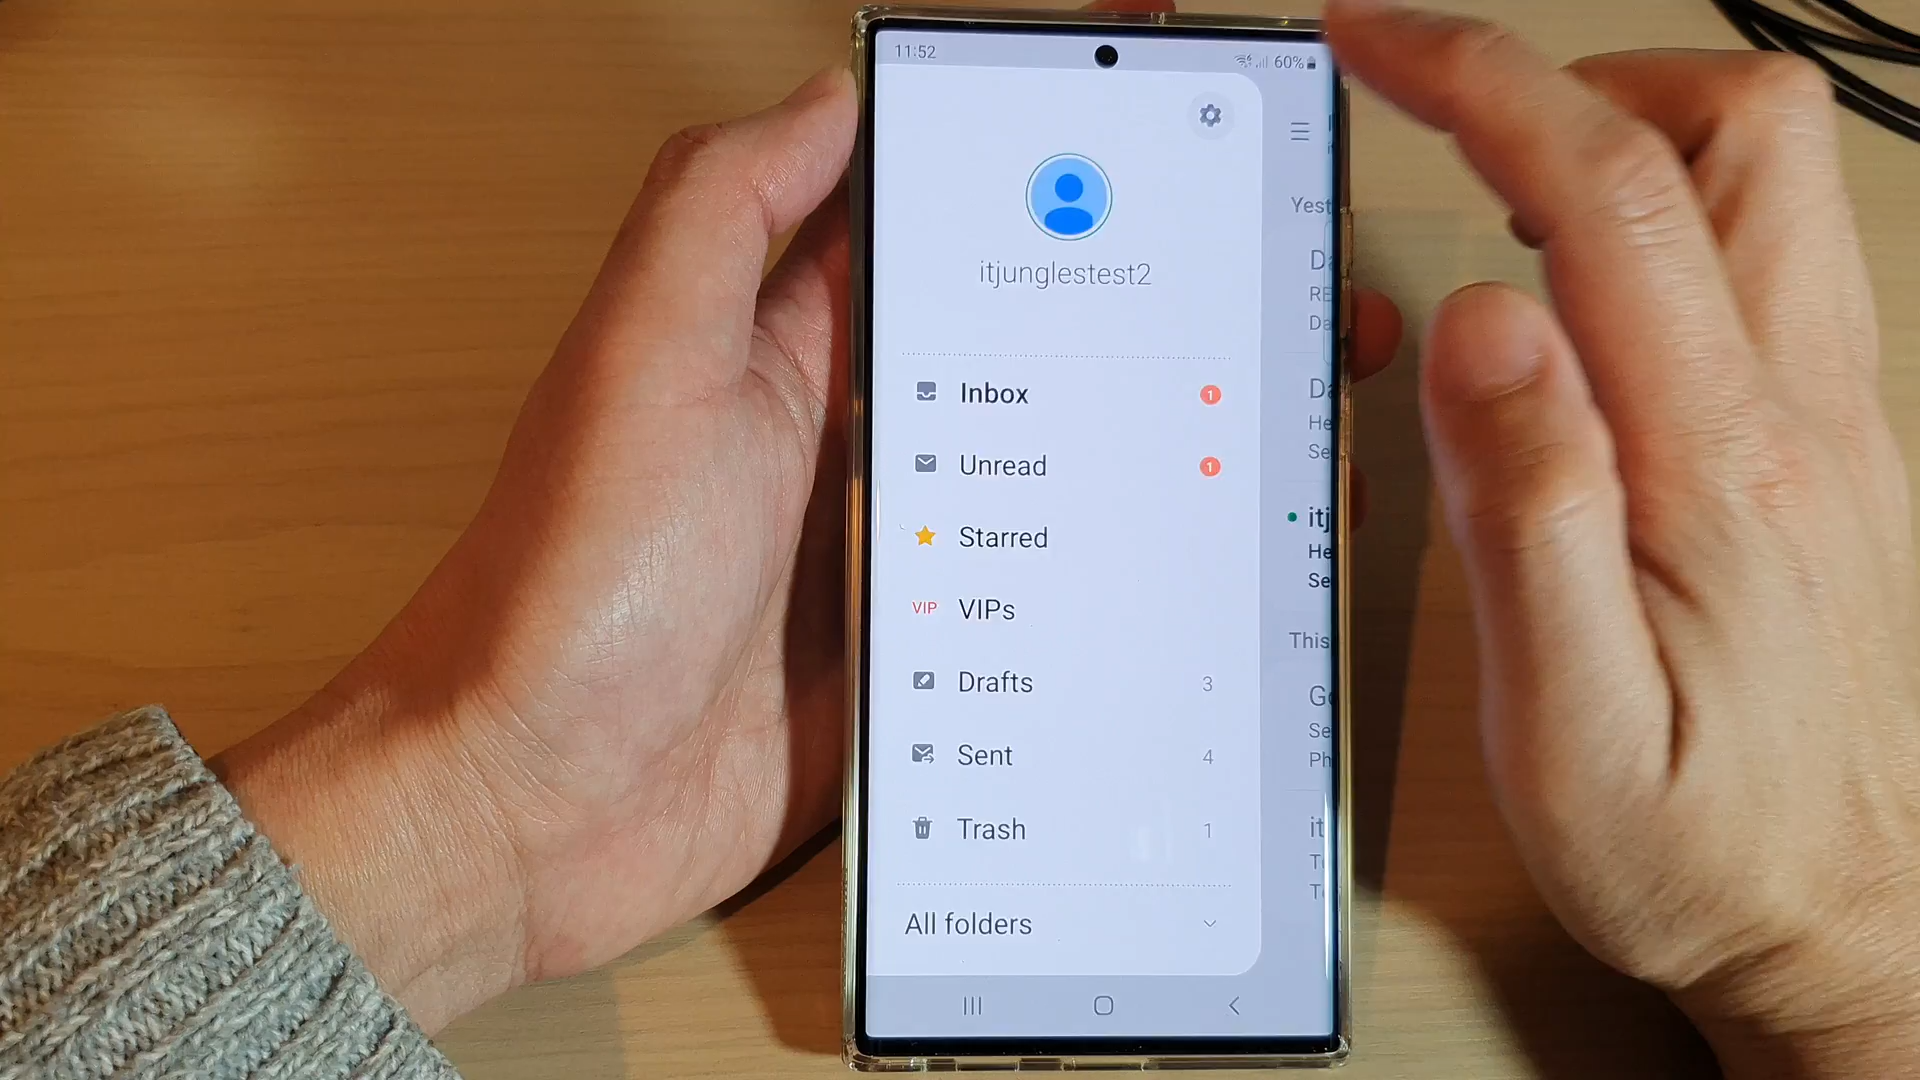 11:52
60%
itjunglestest2
Yest
Da
RE
Da
Inbox 1
Da
He
Se
Unread 1
Starred
itj
He
Se
VIP VIPs
This
Drafts 3
Go
Se
Ph
Sent 4
Trash 1
it
All folders